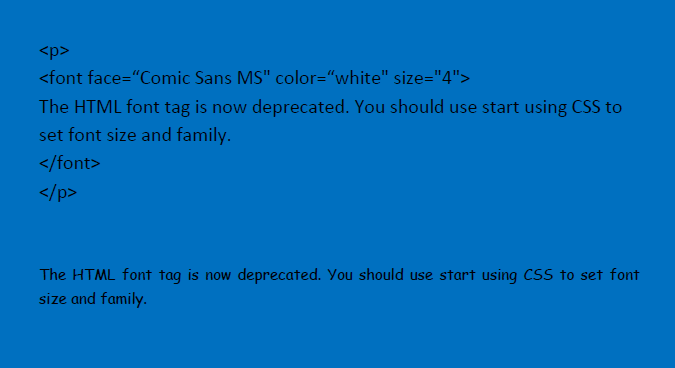 <p>
<font face=“Comic Sans MS" color=“white" size="4">
The HTML font tag is now deprecated. You should use start using CSS to
set font size and family.
</font>
</p>
The HTML font tag is now deprecated. You should use start using CSS to set font
size and family.